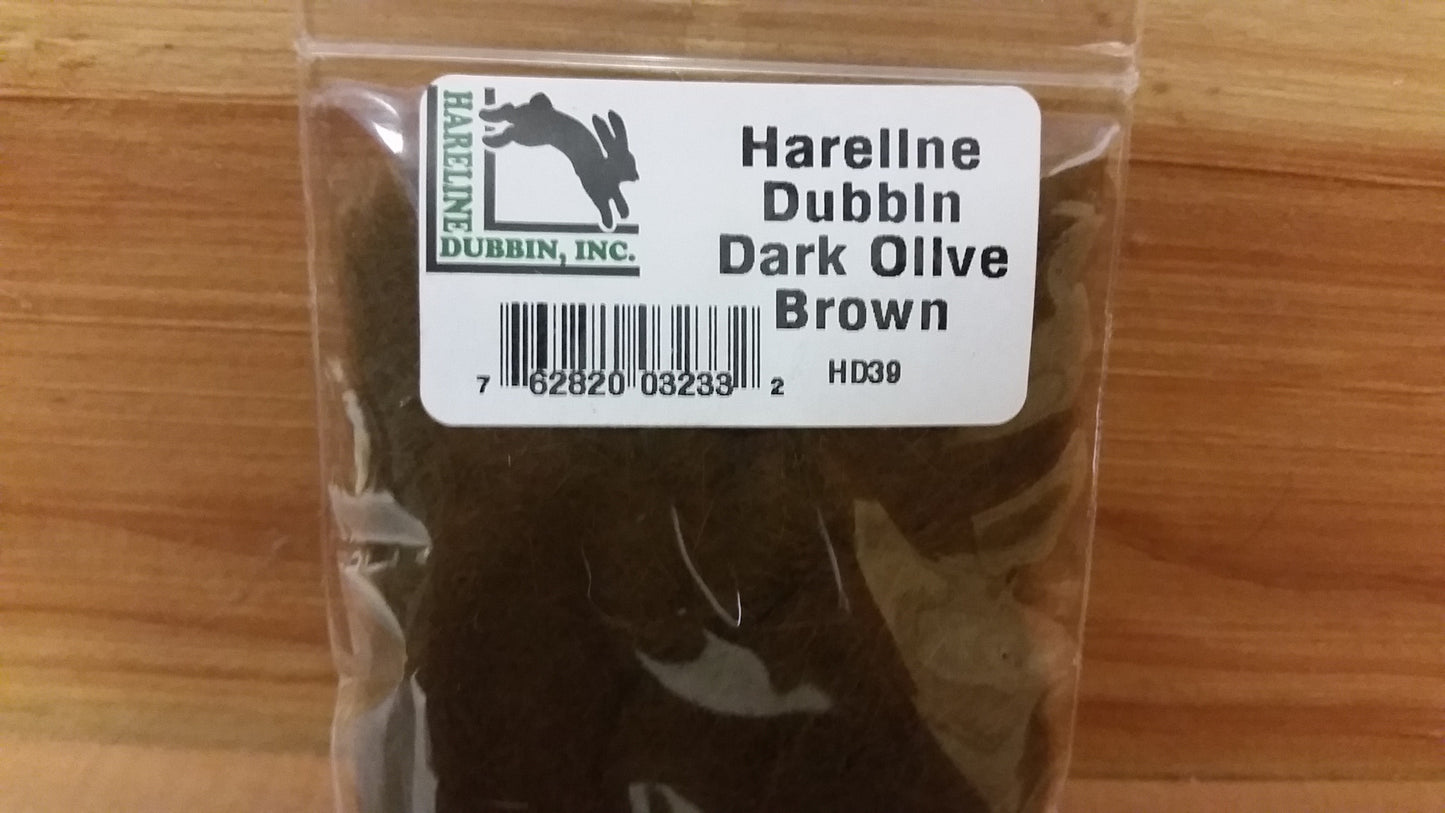 HARELINE
DUBBIN, INC.
Hareline
Dubbin
Dark Olive
Brown
HD39
7 62820 03233 2